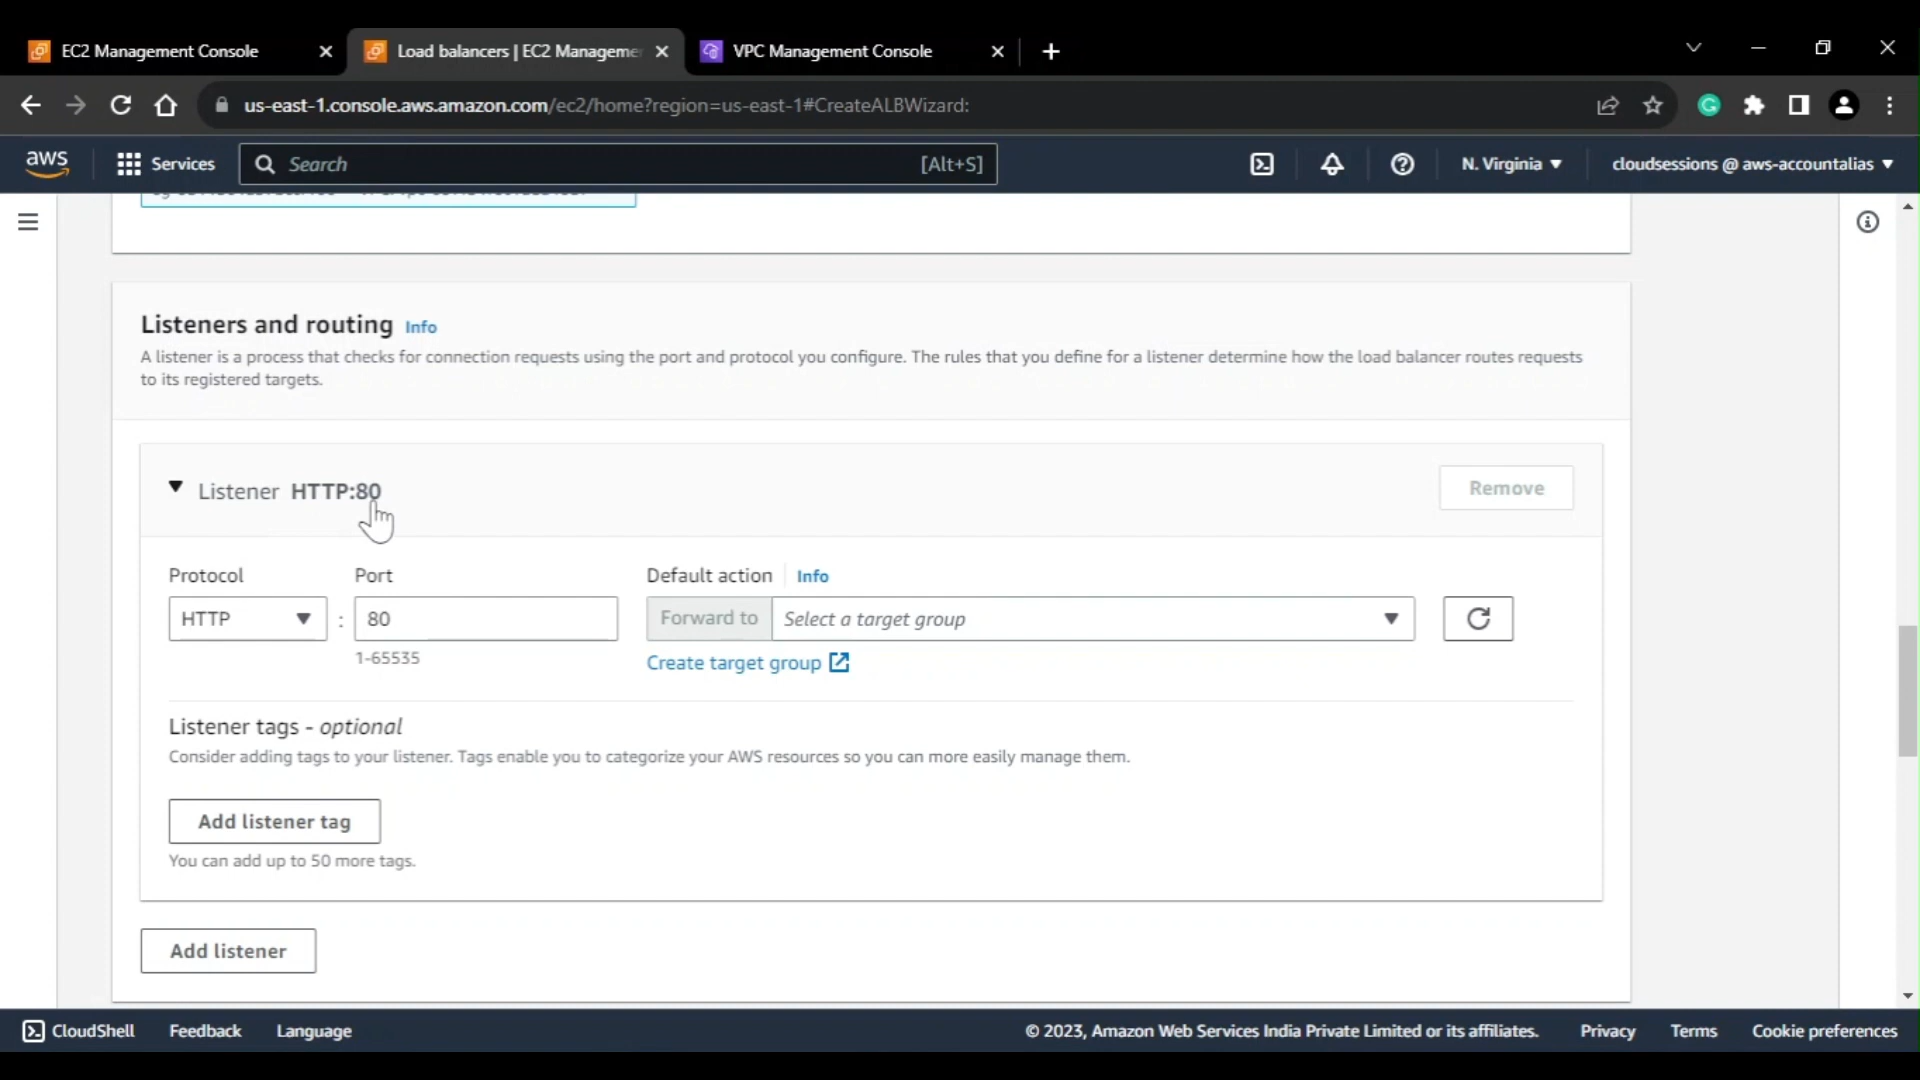 EC2 Management Console
Load balancers | EC2 Manageme
VPC Management Console
us-east-1.console.aws.amazon.com/ec2/home?region=us-east-1#CreateALBWizard:
aws
Services
Search
[Alt+S]
N. Virginia
cloudsessions @ aws-accountalias
Listeners and routing Info
A listener is a process that checks for connection requests using the port and protocol you configure. The rules that you define for a listener determine how the load balancer routes requests
to its registered targets.
Listener HTTP:80
Remove
Protocol
Port
Default action
Info
HTTP
:
80
Forward to
Select a target group
1-65535
Create target group
Listener tags - optional
Consider adding tags to your listener. Tags enable you to categorize your AWS resources so you can more easily manage them.
Add listener tag
You can add up to 50 more tags.
Add listener
CloudShell
Feedback
Language
© 2023, Amazon Web Services India Private Limited or its affiliates.
Privacy
Terms
Cookie preferences